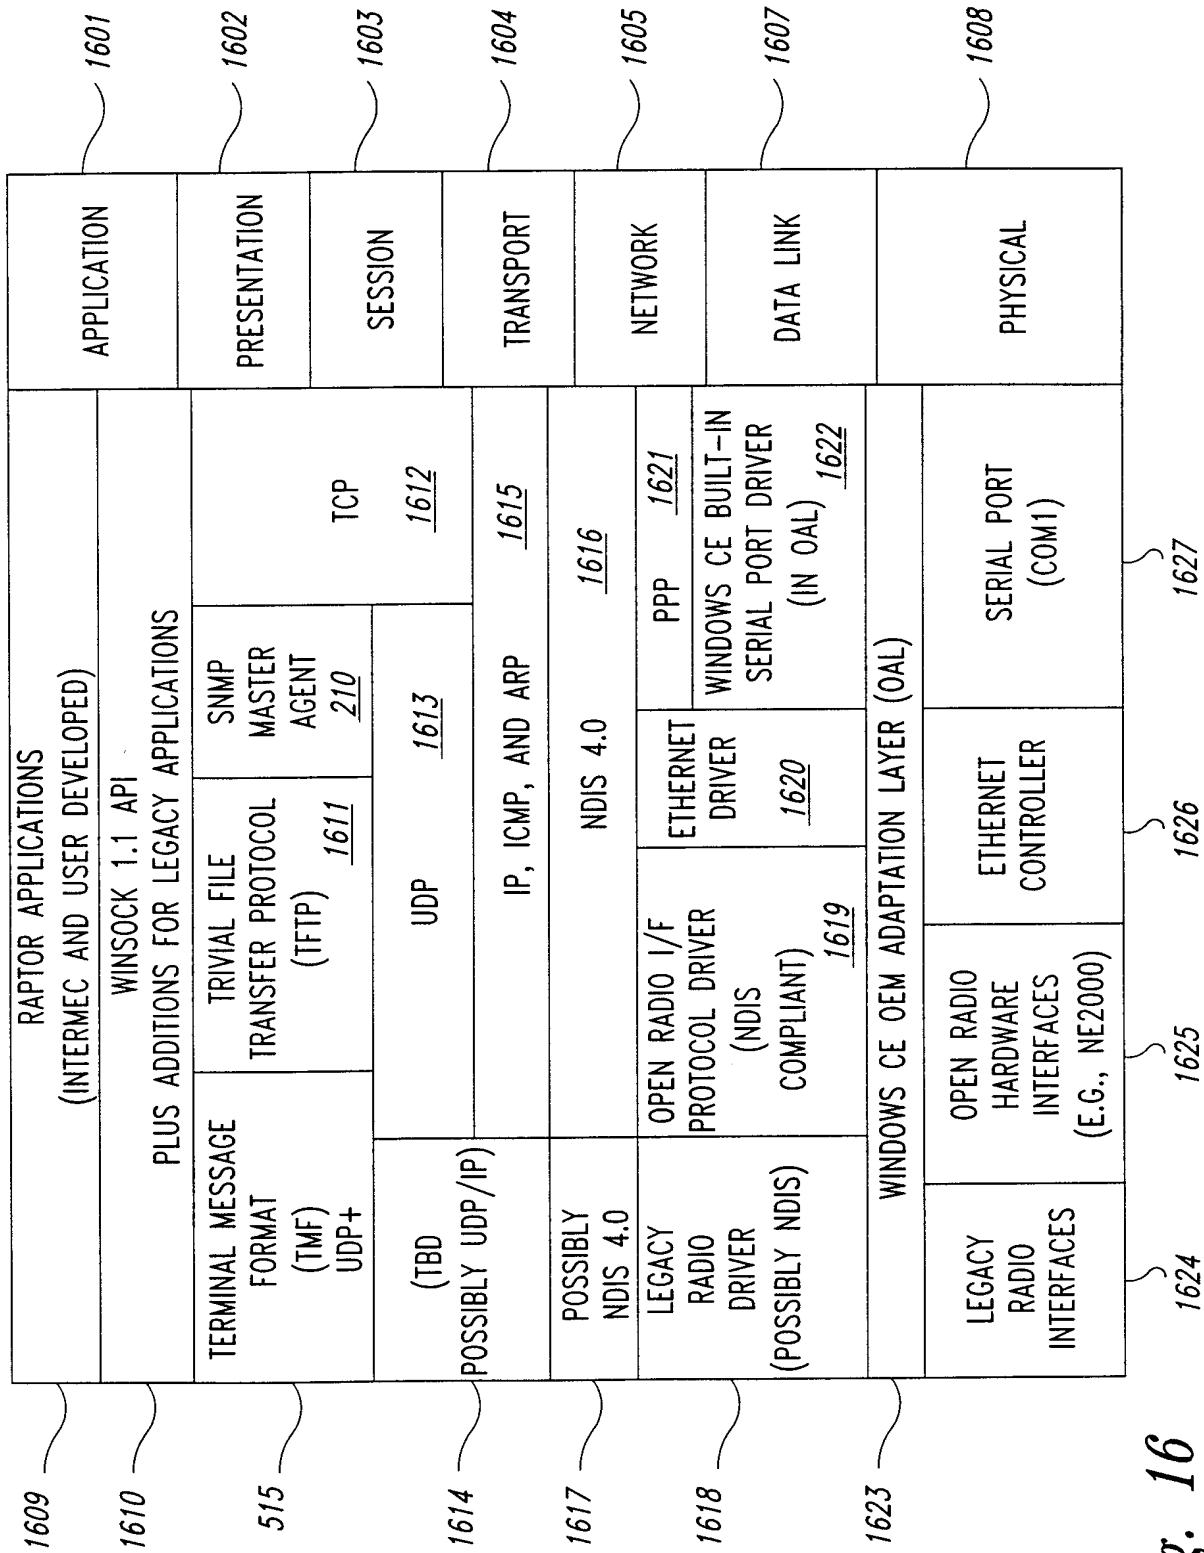 1609
RAPTOR APPLICATIONS
(INTERMEC AND USER DEVELOPED)
APPLICATION
1601
1610
WINSOCK 1.1 API
PLUS ADDITIONS FOR LEGACY APPLICATIONS
515
TERMINAL MESSAGE
FORMAT
(TMF)
UDP+
TRIVIAL FILE
TRANSFER PROTOCOL
(TFTP)
1611
SNMP
MASTER
AGENT
210
TCP
1612
PRESENTATION
1602
SESSION
1603
1614
(TBD
POSSIBLY UDP/IP)
UDP
1613
IP, ICMP, AND ARP
1615
TRANSPORT
1604
1617
POSSIBLY
NDIS 4.0
NDIS 4.0
1616
NETWORK
1605
1618
LEGACY
RADIO
DRIVER
(POSSIBLY NDIS)
OPEN RADIO I/F
PROTOCOL DRIVER
(NDIS
COMPLIANT)
1619
ETHERNET
DRIVER
1620
PPP
1621
WINDOWS CE BUILT-IN
SERIAL PORT DRIVER
(IN OAL)
1622
DATA LINK
1607
1623
WINDOWS CE OEM ADAPTATION LAYER (OAL)
LEGACY
RADIO
INTERFACES
OPEN RADIO
HARDWARE
INTERFACES
(E.G., NE2000)
ETHERNET
CONTROLLER
SERIAL PORT
(COM1)
PHYSICAL
1608
1624
1625
1626
1627
16